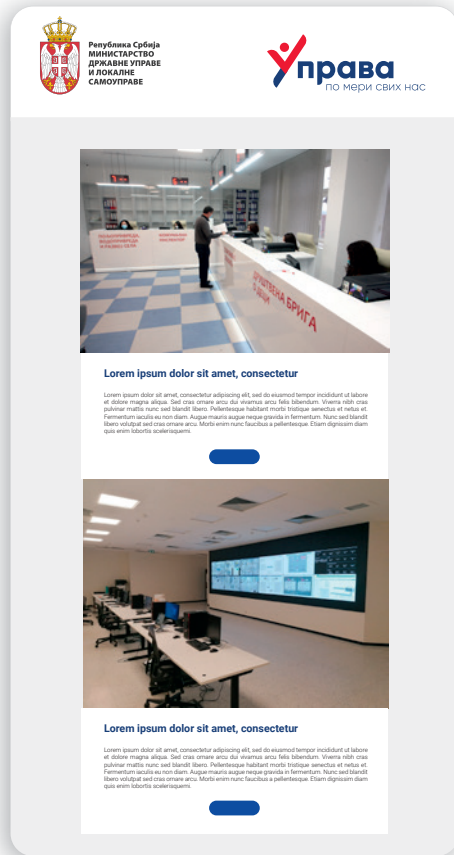 Република Србија
МИНИСТАРСТВО
ДРЖАВНЕ УПРАВЕ
И ЛОКАЛНЕ
САМОУПРАВЕ
Управа
по мери свих нас
ПОЉОПРИВРЕДА,
ВОДОПРИВРЕДА
И РАЗВОЈ СЕЛА
ДРУШТВЕНА БРИГА
О ДЕЦИ
Lorem ipsum dolor sit amet, consectetur
Lorem ipsum dolor sit amet, consectetur adipiscing elit, sed do eiusmod tempor incididunt ut labore
et dolore magna aliqua. Sed cras ornare arcu dui vivamus arcu felis bibendum. Viverra nibh cras
pulvinar mattis nunc sed blandit libero. Pellentesque habitant morbi tristique senectus et netus et.
Fermentum iaculis eu non diam. Augue mauris augue neque gravida in fermentum. Nunc sed blandit
libero volutpat sed cras ornare arcu. Morbi enim nunc faucibus a pellentesque. Etiam dignissim diam
quis enim lobortis scelerisquemi.
Lorem ipsum dolor sit amet, consectetur
Lorem ipsum dolor sit amet, consectetur adipiscing elit, sed do eiusmod tempor incididunt ut labore
et dolore magna aliqua. Sed cras ornare arcu dui vivamus arcu felis bibendum. Viverra nibh cras
pulvinar mattis nunc sed blandit libero. Pellentesque habitant morbi tristique senectus et netus et.
Fermentum iaculis eu non diam. Augue mauris augue neque gravida in fermentum. Nunc sed blandit
libero volutpat sed cras ornare arcu. Morbi enim nunc faucibus a pellentesque. Etiam dignissim diam
quis enim lobortis scelerisquemi.